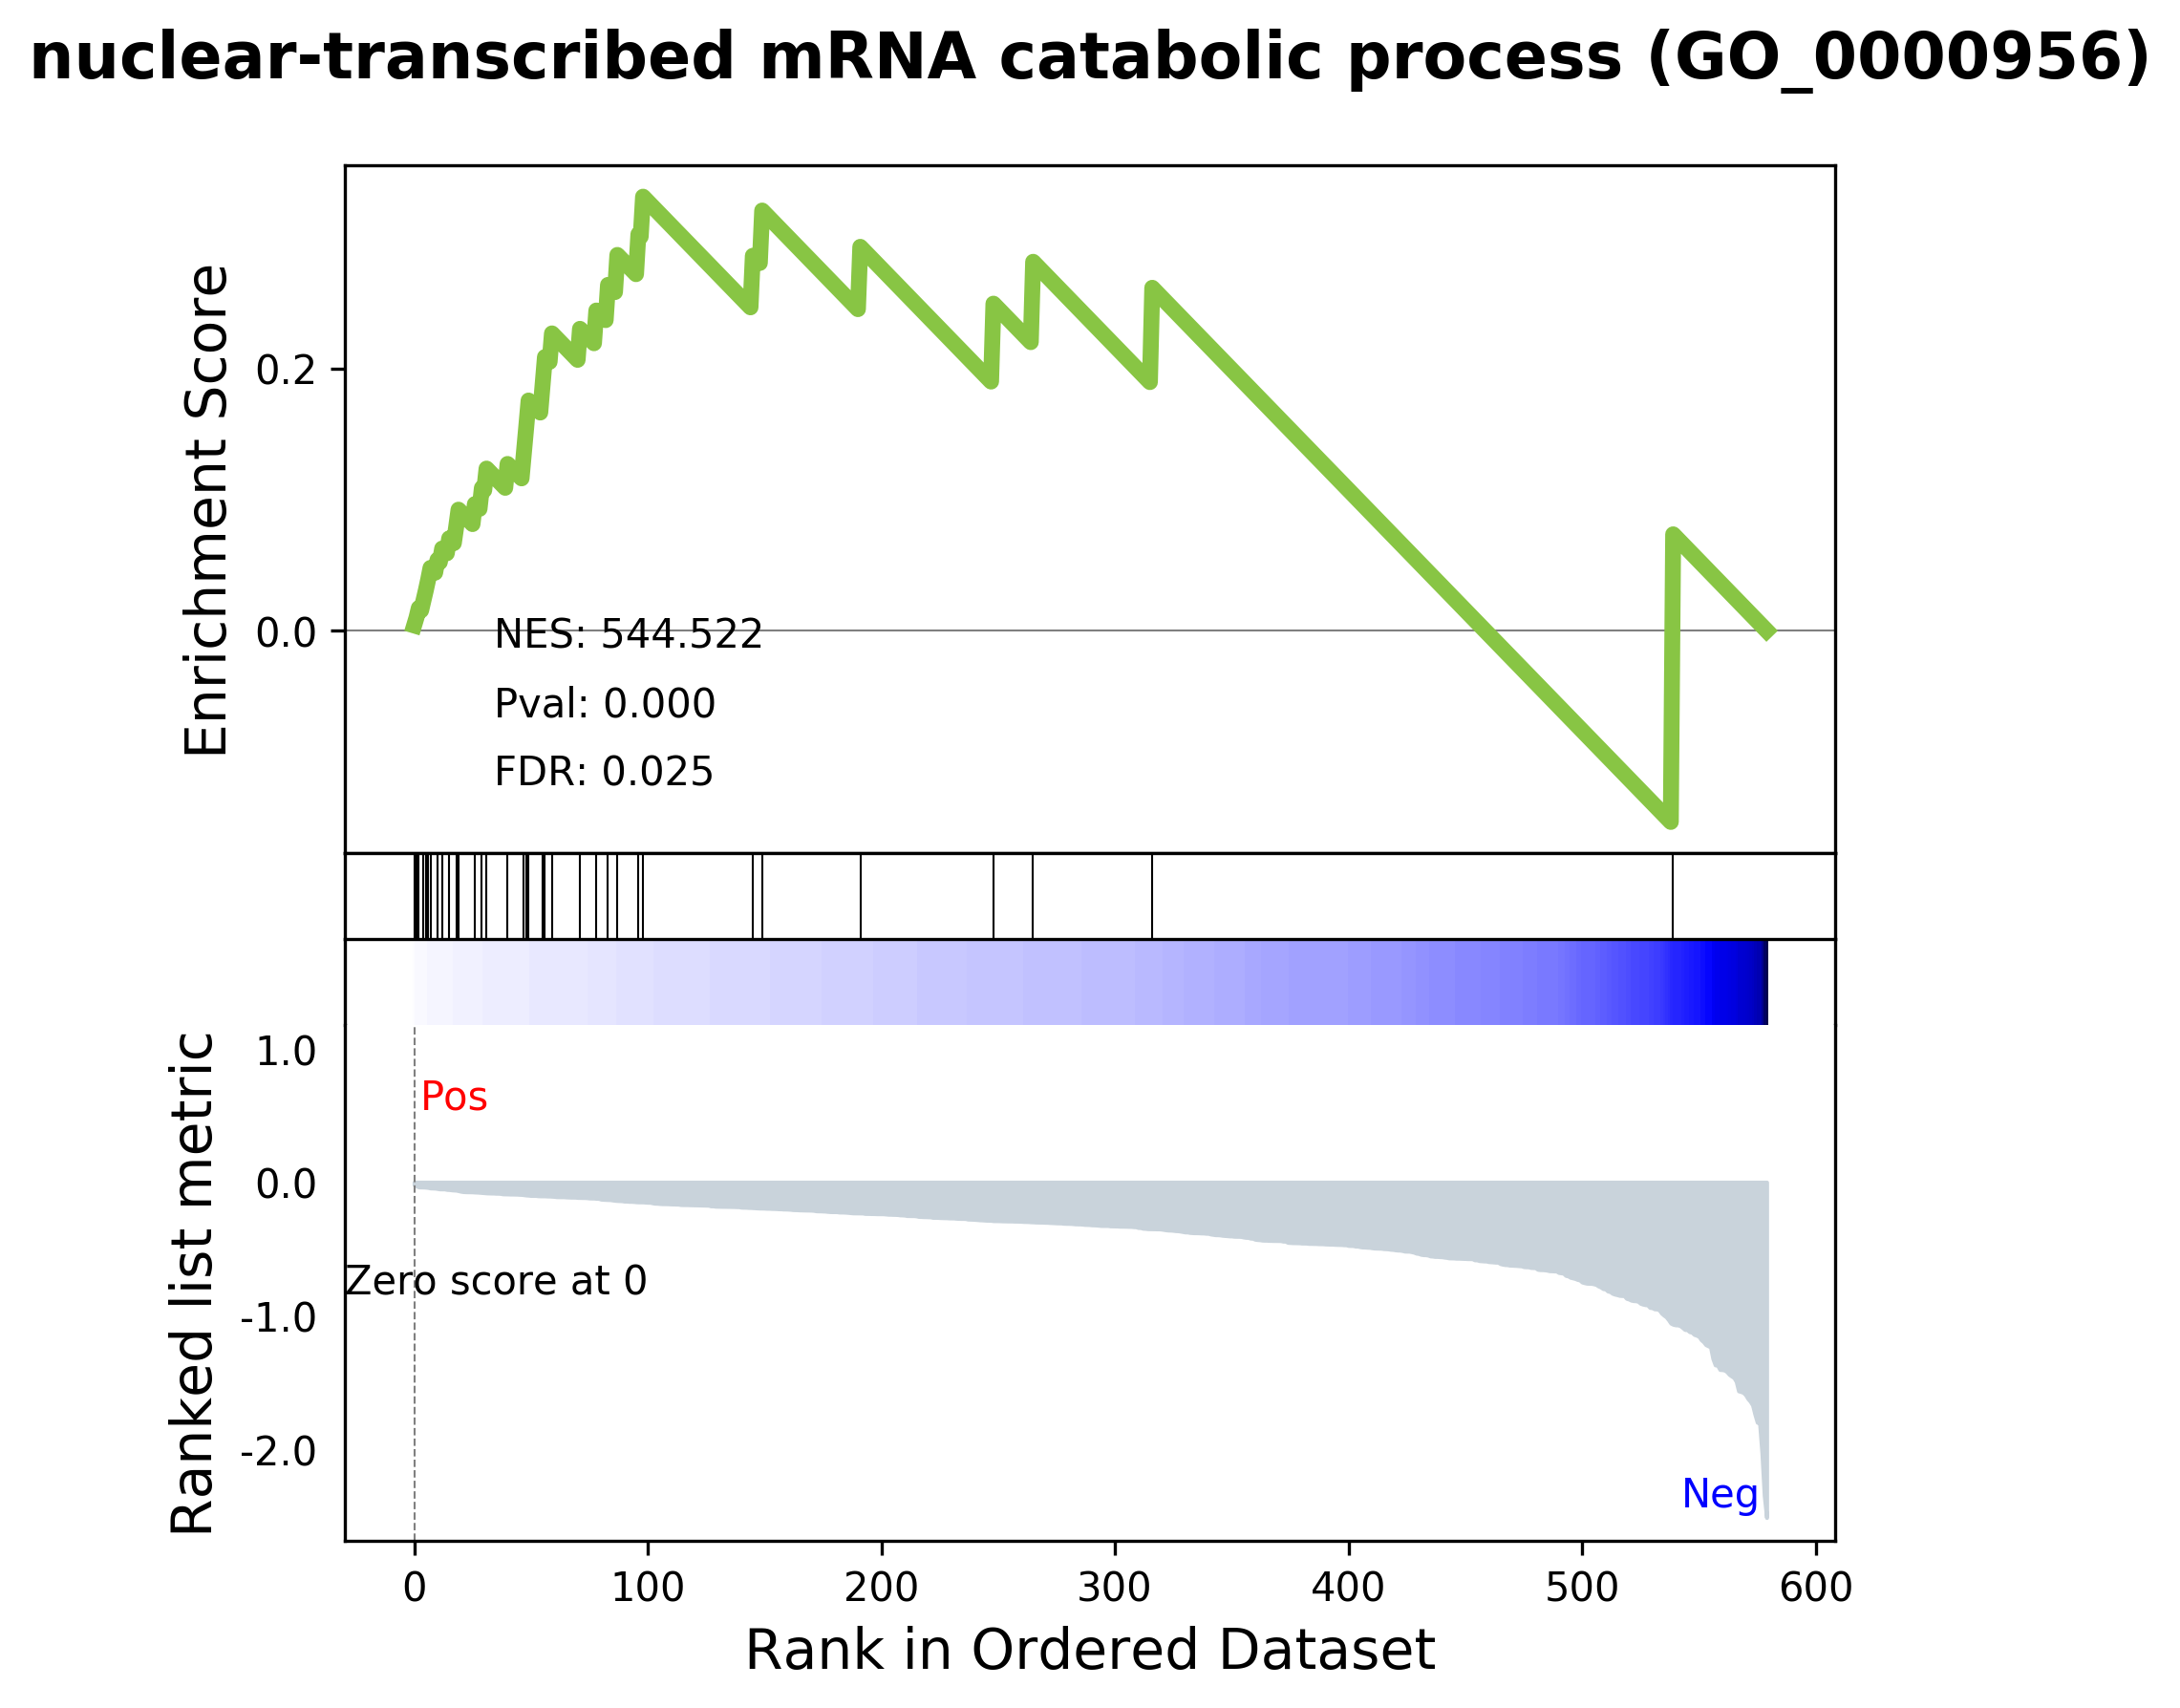 nuclear-transcribed mRNA catabolic process (GO_0000956)
Enrichment Score
0.2
0.0
NES: 544.522
Pval: 0.000
FDR: 0.025
Ranked list metric
1.0
0.0
-1.0
-2.0
Pos
Zero score at 0
Neg
0 100 200 300 400 500 600
Rank in Ordered Dataset